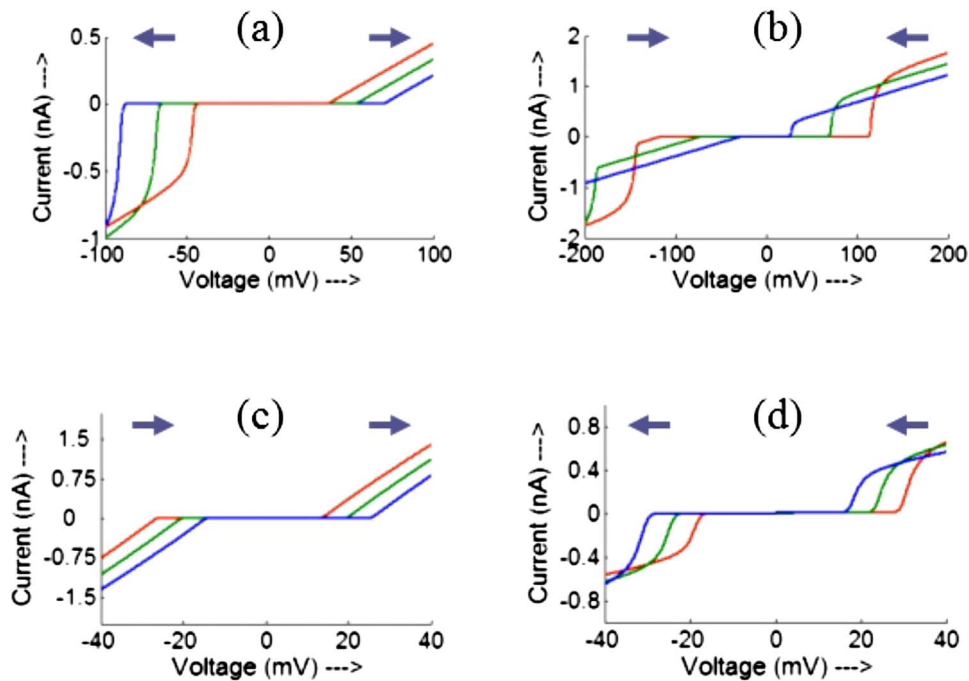 (a)
0.5
0
-0.5
-1
-100 -50 0 50 100
Current (nA) --->
Voltage (mV) --->
(b)
2
1
0
1
-2
-200 -100 0 100 200
Current (nA) --->
Voltage (mV) --->
(c)
1.5
0.75
0
-0.75
-1.5
-40 -20 0 20 40
Current (nA) --->
Voltage (mV) --->
(d)
0.8
0.4
0
-0.4
-0.8
-40 -20 0 20 40
Current (nA) --->
Voltage (mV) --->